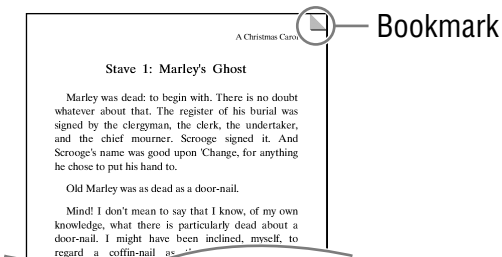 Bookmark
A Christmas Carol
Stave 1: Marley's Ghost
Marley was dead: to begin with. There is no doubt
whatever about that. The register of his burial was
signed by the clergyman, the clerk, the undertaker,
and the chief mourner. Scrooge signed it. And
Scrooge's name was good upon 'Change, for anything
he chose to put his hand to.
Old Marley was as dead as a door-nail.
Mind! I don't mean to say that I know, of my own
knowledge, what there is particularly dead about a
door-nail. I might have been inclined, myself, to
regard a coffin-nail as